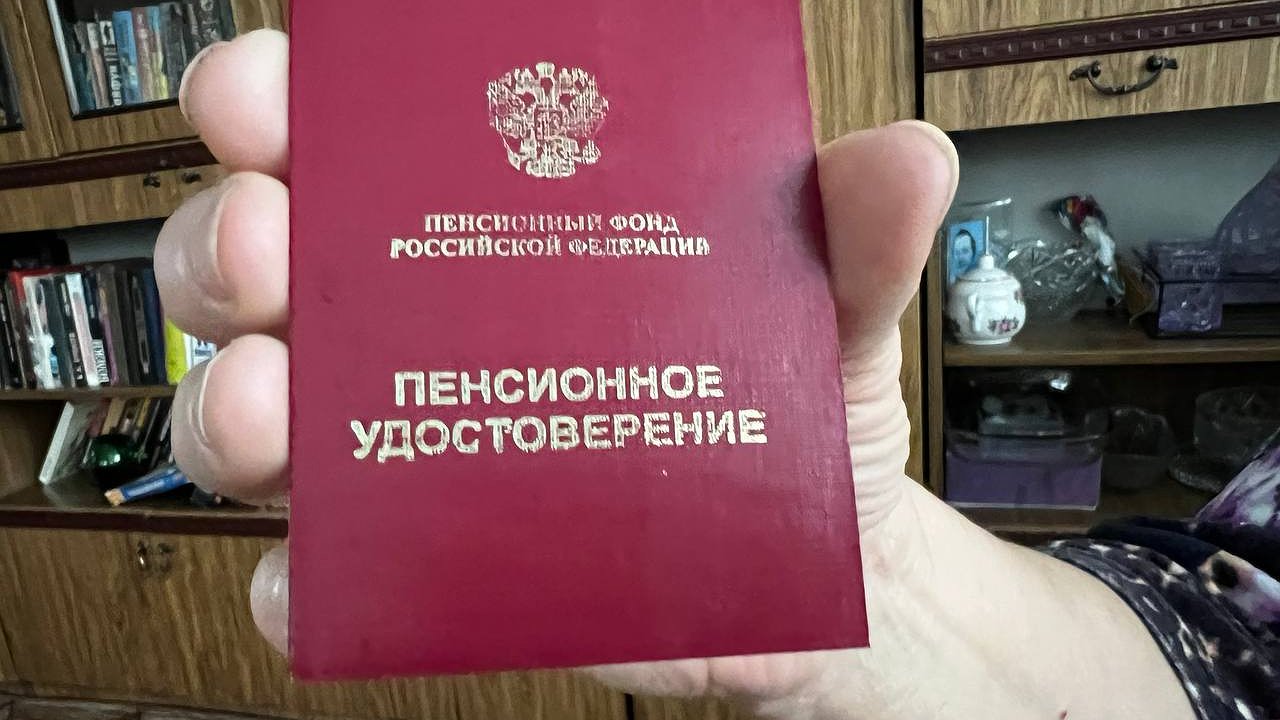 ПЕНСИОННЫЙ ФОНД
РОССИЙСКОЙ ФЕДЕРАЦИИ
ПЕНСИОННОЕ
УДОСТОВЕРЕНИЕ